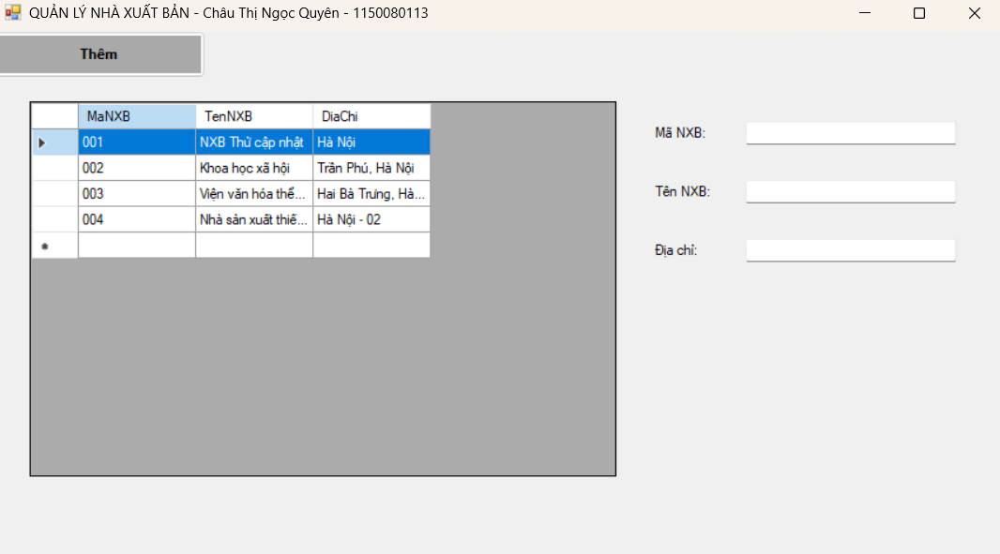 QUẢN LÝ NHÀ XUẤT BẢN - Châu Thị Ngọc Quyên - 1150080113
Thêm
MaNXB TenNXB DiaChi
001 NXB Thử cập nhật Hà Nội
002 Khoa học xã hội Trần Phú, Hà Nội
003 Viện văn hóa thể... Hai Bà Trưng, Hà...
004 Nhà sản xuất thiế... Hà Nội - 02
Mã NXB:
Tên NXB:
Địa chỉ: